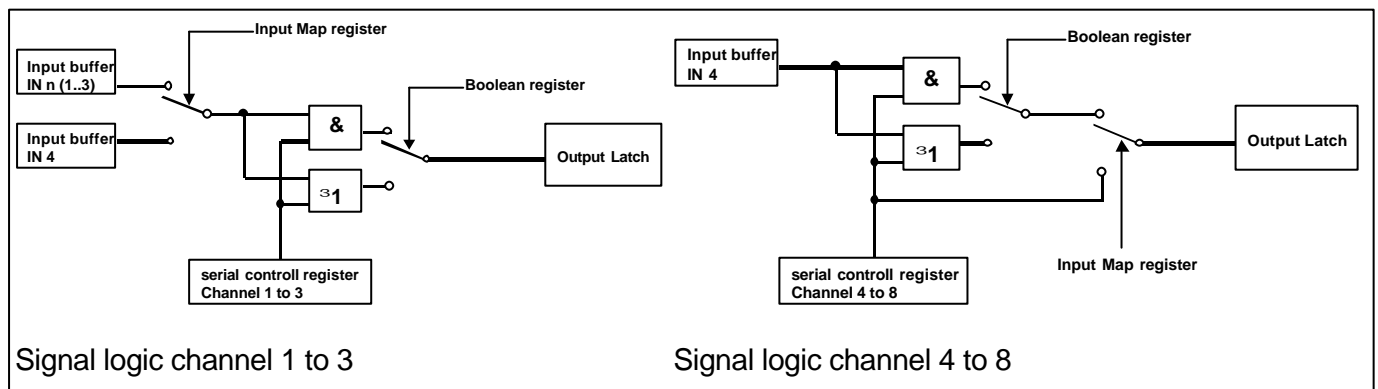 Input Map register
Input buffer
IN n (1..3)
Boolean register
Input buffer
IN 4
&
Output Latch
³1
serial controll register
Channel 1 to 3
Signal logic channel 1 to 3
Input buffer
IN 4
Boolean register
&
³1
Output Latch
serial controll register
Channel 4 to 8
Input Map register
Signal logic channel 4 to 8